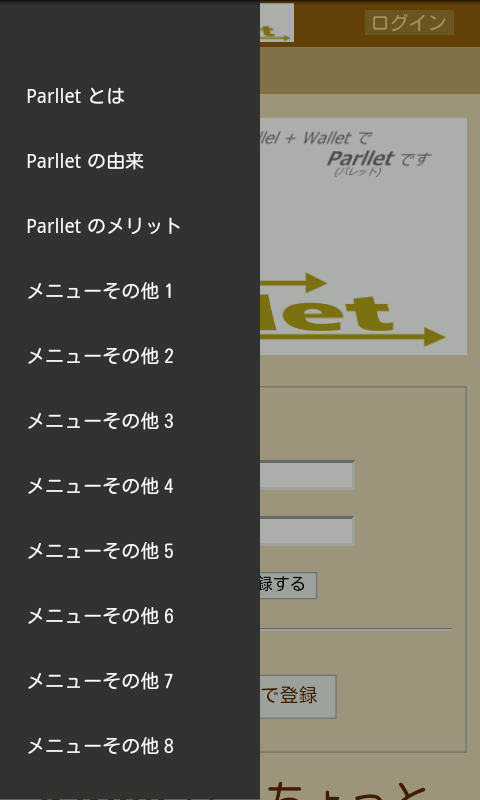 ログイン
Parllet とは
Parllet の由来
Parllet のメリット
メニューその他 1
メニューその他 2
メニューその他 3
メニューその他 4
メニューその他 5
メニューその他 6
メニューその他 7
メニューその他 8
llel + Wallet で
Parllet です
(パレット)
let
録する
で登録
ちょっと